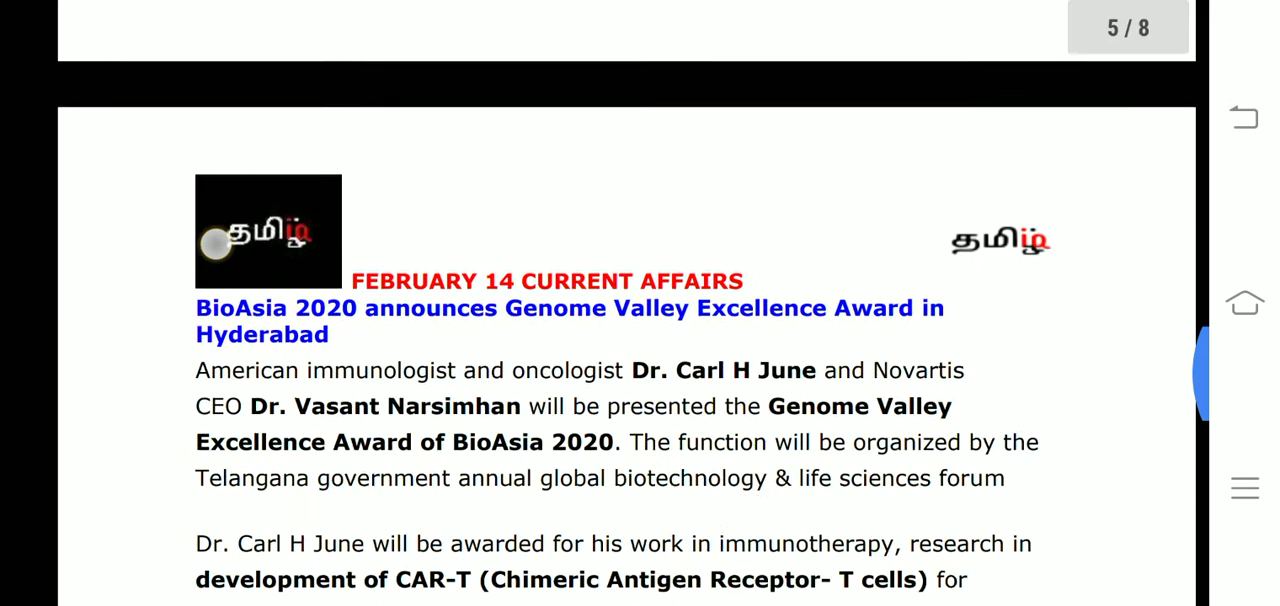 5 / 8
தமிழ்
தமிழ்
FEBRUARY 14 CURRENT AFFAIRS
BioAsia 2020 announces Genome Valley Excellence Award in
Hyderabad
American immunologist and oncologist Dr. Carl H June and Novartis
CEO Dr. Vasant Narsimhan will be presented the Genome Valley
Excellence Award of BioAsia 2020. The function will be organized by the
Telangana government annual global biotechnology & life sciences forum
Dr. Carl H June will be awarded for his work in immunotherapy, research in
development of CAR-T (Chimeric Antigen Receptor- T cells) for